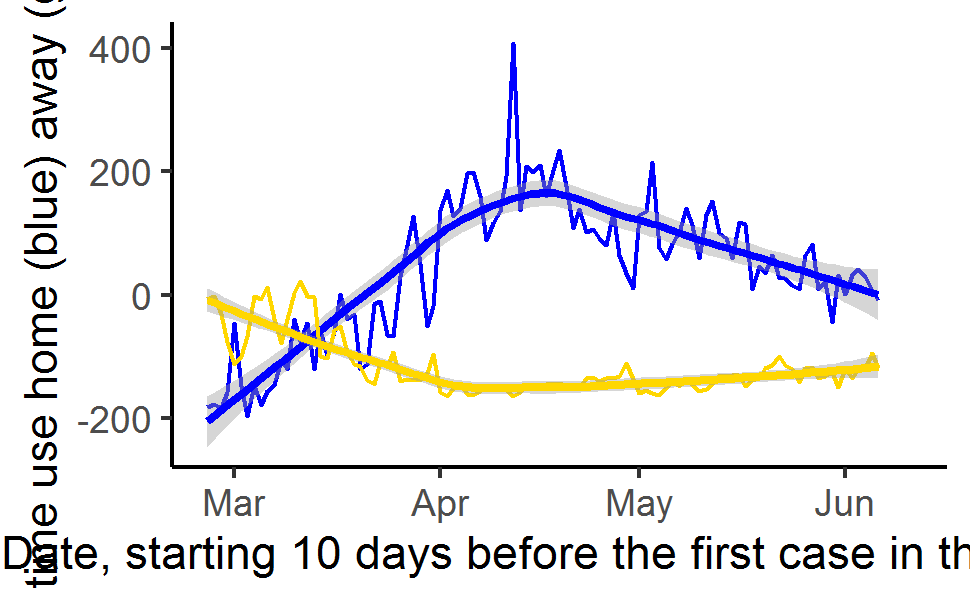 time use home (blue) away (
400
200
0
-200
Mar Apr May Jun
Date, starting 10 days before the first case in th